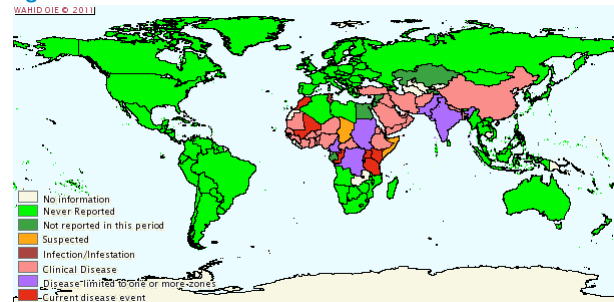 WAHID OIE © 2011
No information
Never Reported
Not reported in this period
Suspected
Infection/Infestation
Clinical Disease
Disease limited to one or more zones
Current disease event